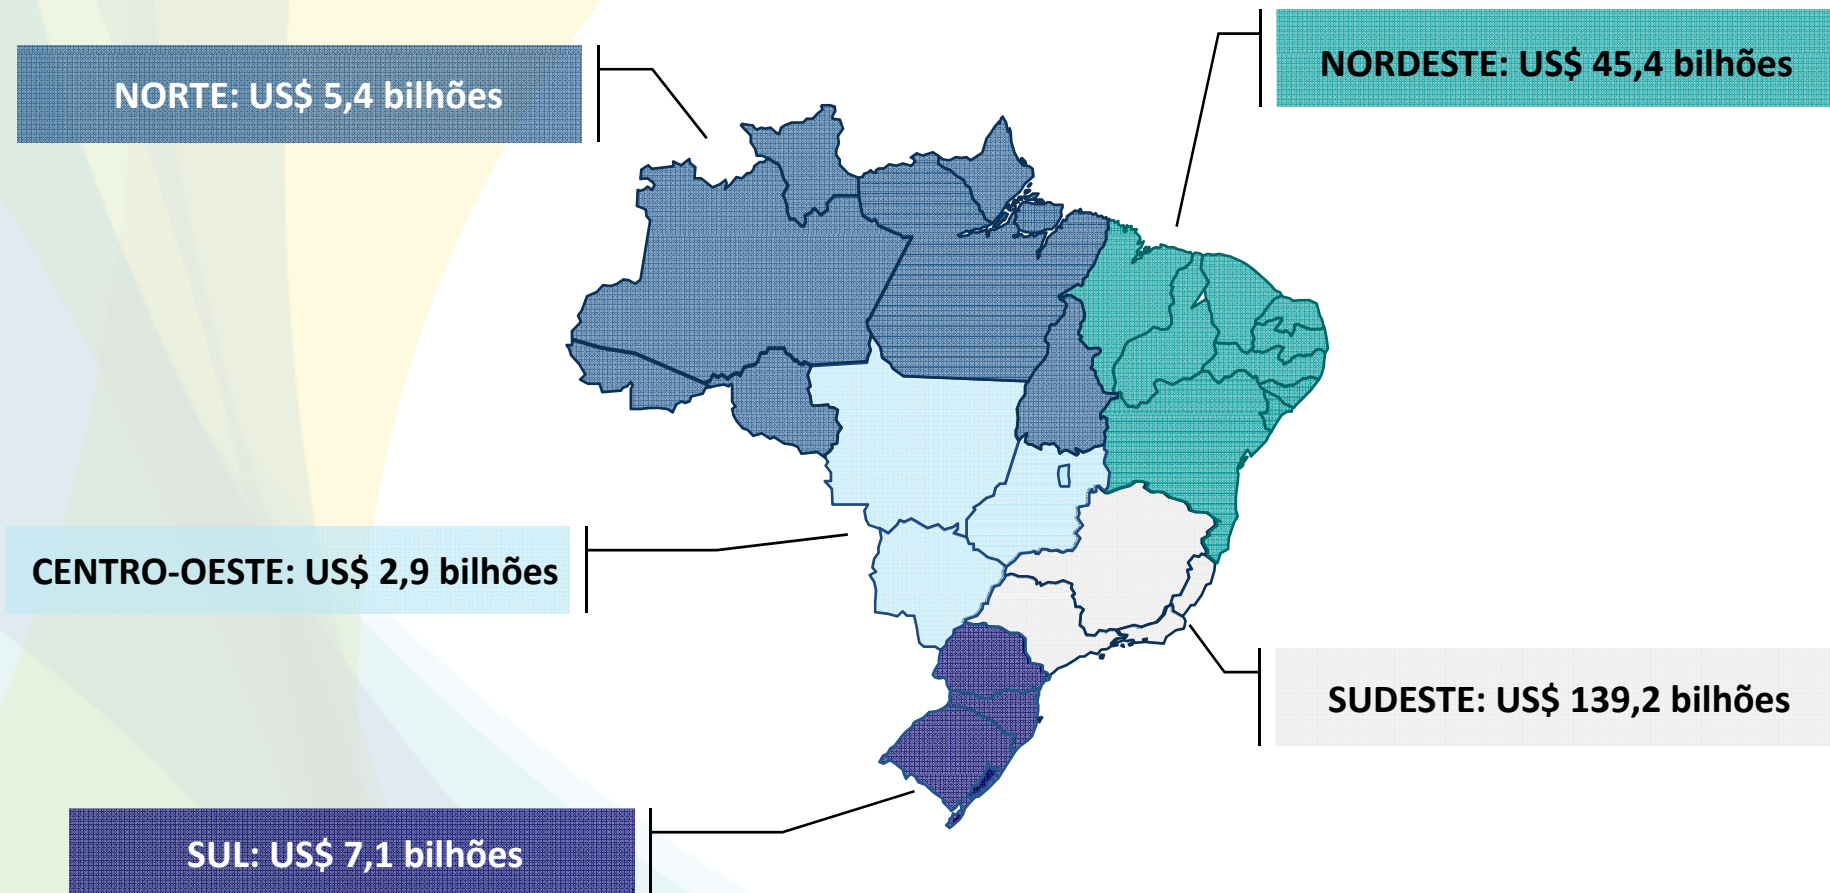 NORTE: US$ 5,4 bilhões
NORDESTE: US$ 45,4 bilhões
CENTRO-OESTE: US$ 2,9 bilhões
SUDESTE: US$ 139,2 bilhões
SUL: US$ 7,1 bilhões